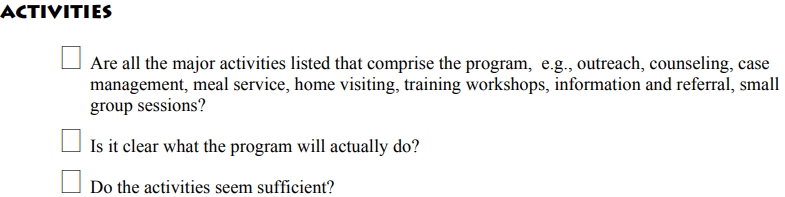 ACTIVITIES
Are all the major activities listed that comprise the program,  e.g., outreach, counseling, case
management, meal service, home visiting, training workshops, information and referral, small
group sessions?
Is it clear what the program will actually do?
Do the activities seem sufficient?